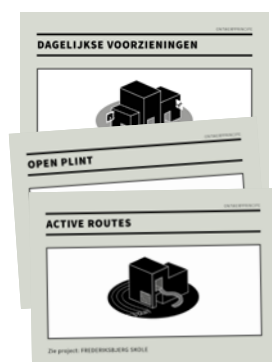 DAGELIJKSE VOORZIENINGEN
OPEN PLINT
ACTIVE ROUTES
Zie project: FREDERIKSBJERG SKOLE